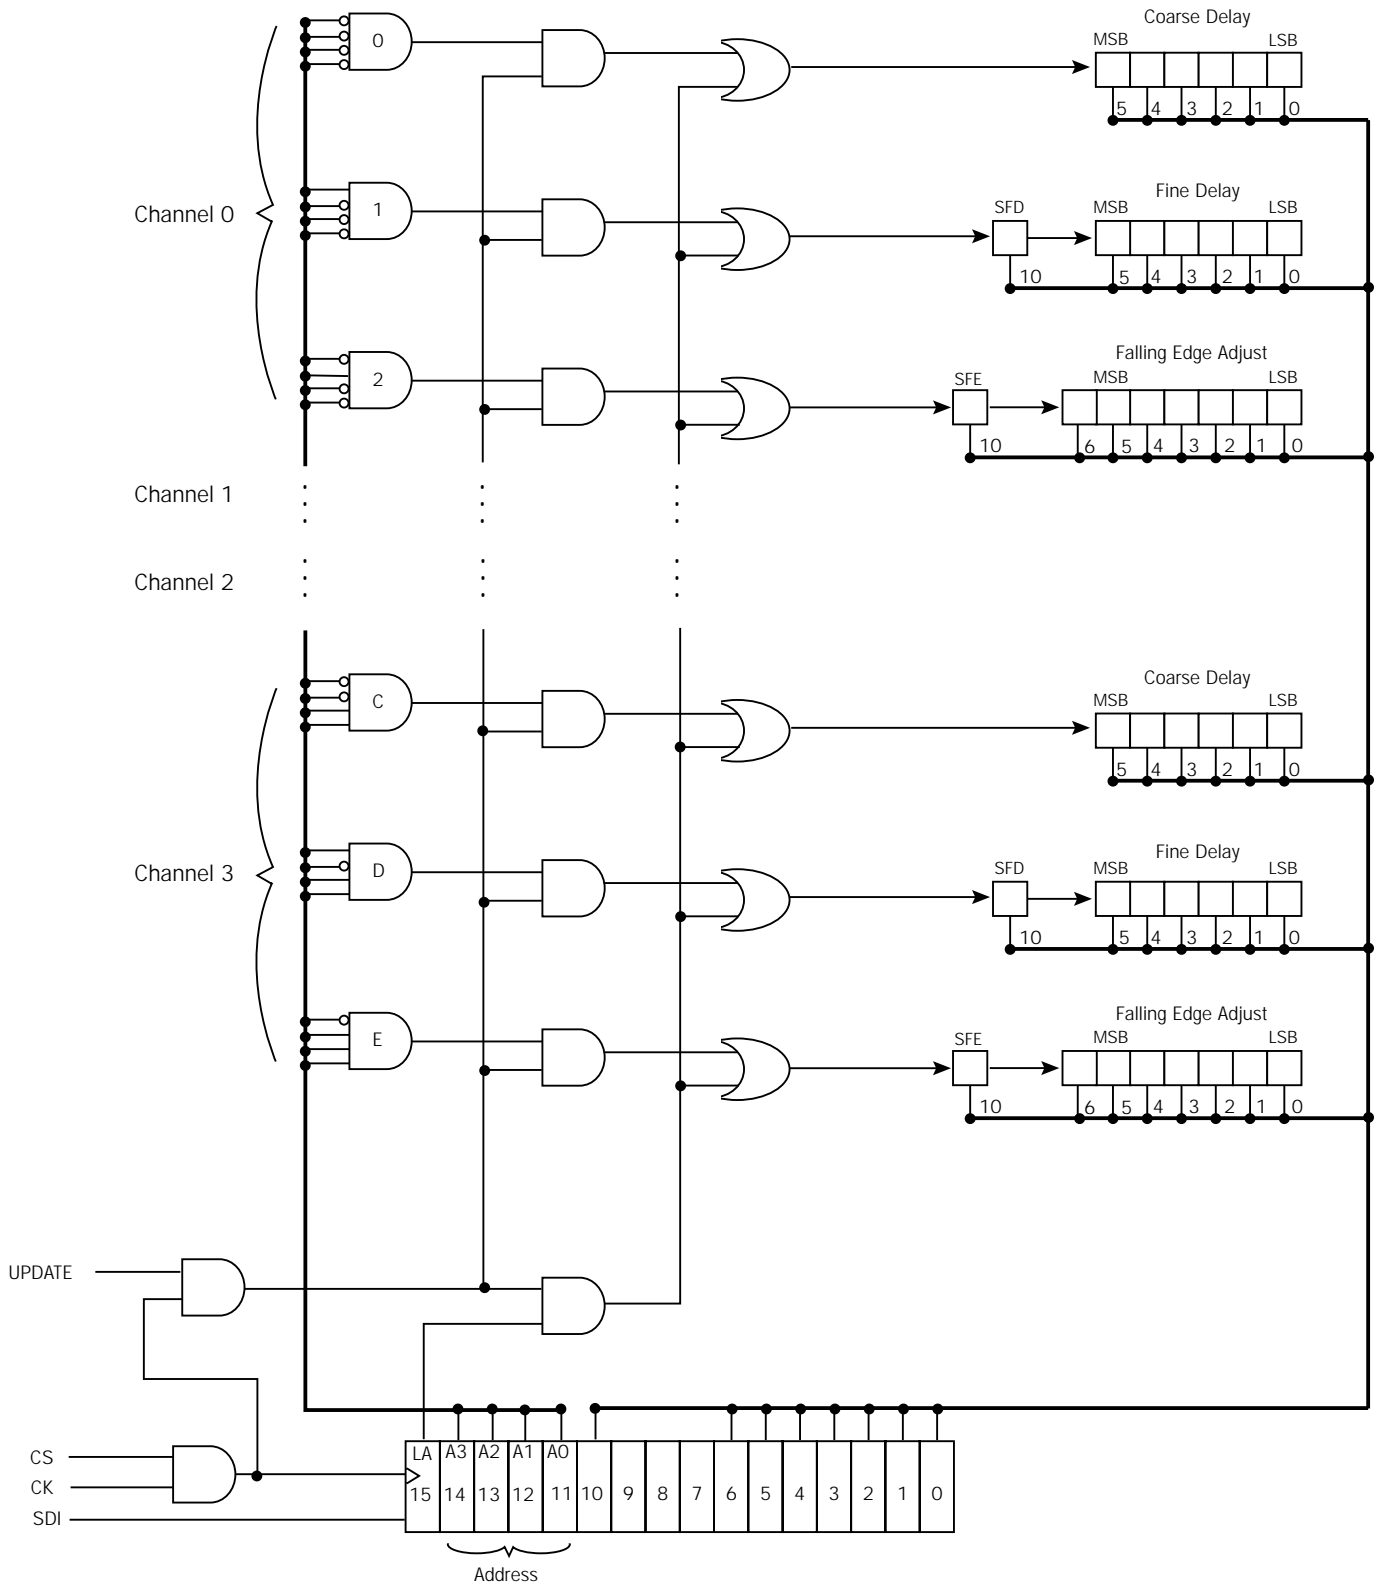 Coarse Delay
MSB LSB
0
5 4 3 2 1 0
Fine Delay
SFD MSB LSB
Channel 0
1
10 5 4 3 2 1 0
Falling Edge Adjust
SFE MSB LSB
2
10 6 5 4 3 2 1 0
Channel 1
Channel 2
Coarse Delay
MSB LSB
C
5 4 3 2 1 0
Fine Delay
SFD MSB LSB
Channel 3
D
10 5 4 3 2 1 0
Falling Edge Adjust
SFE MSB LSB
E
10 6 5 4 3 2 1 0
UPDATE
LA A3 A2 A1 A0
CS
CK
15 14 13 12 11 10 9 8 7 6 5 4 3 2 1 0
SDI
Address